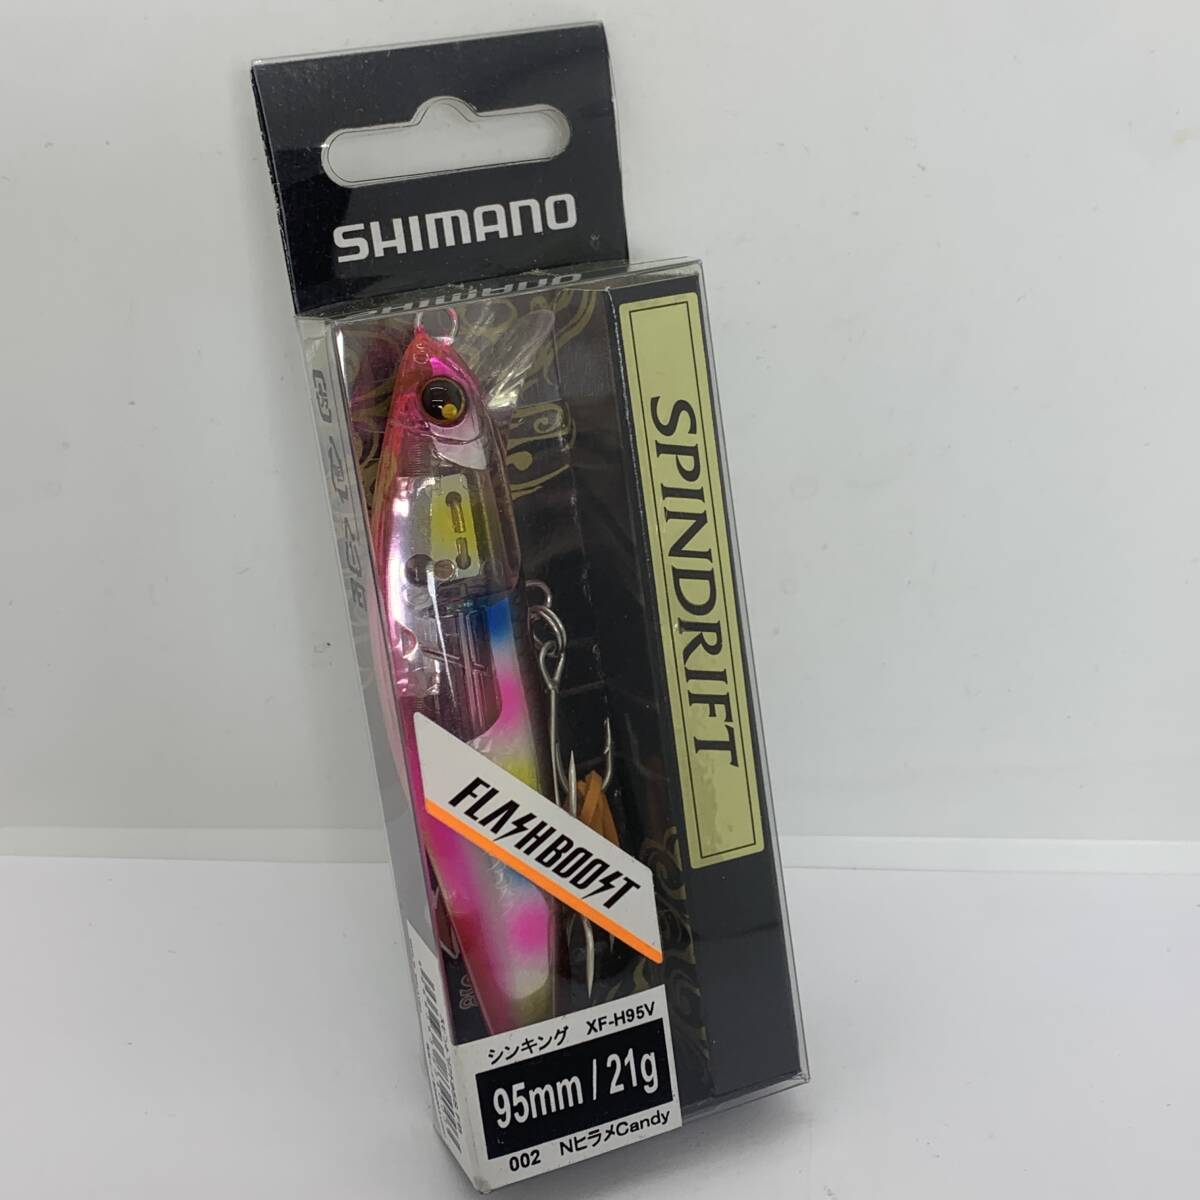 SHIMANO
SHIMANO
SPINDRIFT
FLASHBOOST
シンキング XF-H95V
95mm / 21g
002 NヒラメCandy